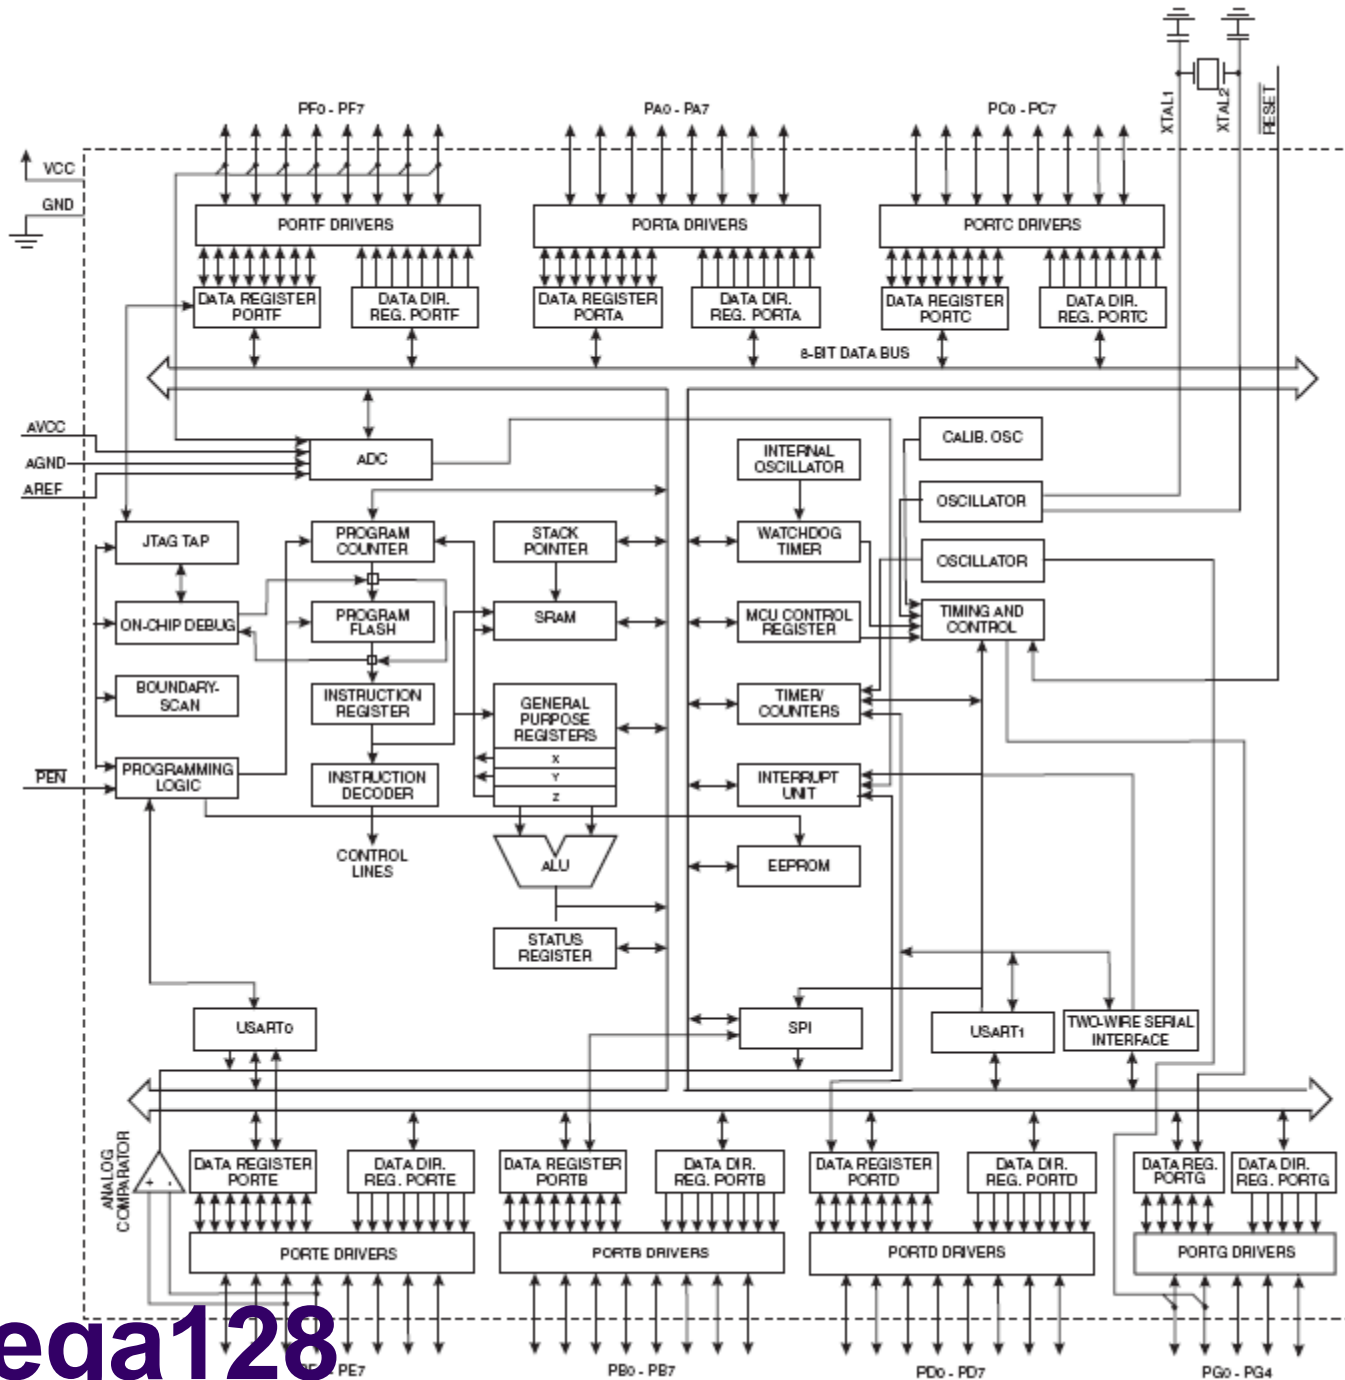 PF0 - PF7
PA0 - PA7
PC0 - PC7
XTAL1
XTAL2
RESET
VCC
GND
PORTF DRIVERS
PORTA DRIVERS
PORTC DRIVERS
DATA REGISTER
PORTF
DATA DIR.
REG. PORTF
DATA REGISTER
PORTA
DATA DIR.
REG. PORTA
DATA REGISTER
PORTC
DATA DIR.
REG. PORTC
8-BIT DATA BUS
AVCC
AGND
AREF
ADC
INTERNAL
OSCILLATOR
CALIB. OSC
OSCILLATOR
JTAG TAP
PROGRAM
COUNTER
STACK
POINTER
WATCHDOG
TIMER
OSCILLATOR
ON-CHIP DEBUG
PROGRAM
FLASH
SRAM
MCU CONTROL
REGISTER
TIMING AND
CONTROL
BOUNDARY-
SCAN
INSTRUCTION
REGISTER
GENERAL
PURPOSE
REGISTERS
X
Y
Z
TIMER/
COUNTERS
PEN
PROGRAMMING
LOGIC
INSTRUCTION
DECODER
INTERRUPT
UNIT
CONTROL
LINES
ALU
EEPROM
STATUS
REGISTER
USART0
SPI
USART1
TWO-WIRE SERIAL
INTERFACE
ANALOG
COMPARATOR
+ -
DATA REGISTER
PORTE
DATA DIR.
REG. PORTE
DATA REGISTER
PORTB
DATA DIR.
REG. PORTB
DATA REGISTER
PORTD
DATA DIR.
REG. PORTD
DATA REG.
PORTG
DATA DIR.
REG. PORTG
PORTE DRIVERS
PORTB DRIVERS
PORTD DRIVERS
PORTG DRIVERS
ega128
- PE7
PB0 - PB7
PD0 - PD7
PG0 - PG4